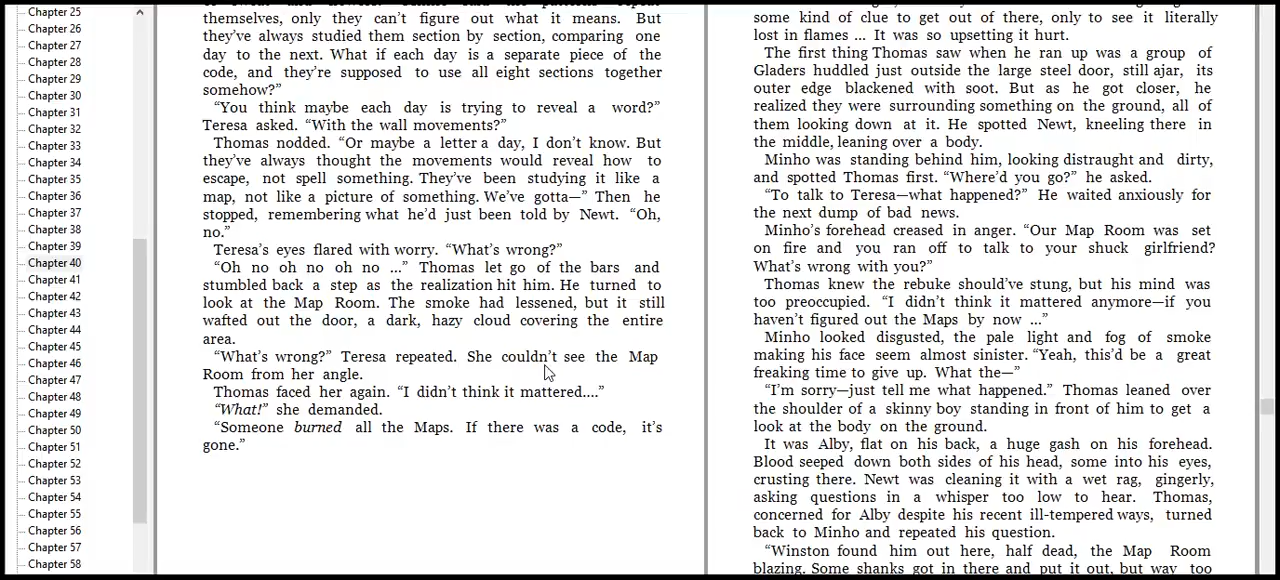 Chapter 25
Chapter 26
Chapter 27
Chapter 28
Chapter 29
Chapter 30
Chapter 31
Chapter 32
Chapter 33
Chapter 34
Chapter 35
Chapter 36
Chapter 37
Chapter 38
Chapter 39
Chapter 40
Chapter 41
Chapter 42
Chapter 43
Chapter 44
Chapter 45
Chapter 46
Chapter 47
Chapter 48
Chapter 49
Chapter 50
Chapter 51
Chapter 52
Chapter 53
Chapter 54
Chapter 55
Chapter 56
Chapter 57
Chapter 58
themselves, only they can't figure out what it means. But
they've always studied them section by section, comparing one
day to the next. What if each day is a separate piece of the
code, and they're supposed to use all eight sections together
somehow?”
“You think maybe each day is trying to reveal a word?”
Teresa asked. “With the wall movements?”
Thomas nodded. “Or maybe a letter a day, I don't know. But
they've always thought the movements would reveal how to
escape, not spell something. They've been studying it like a
map, not like a picture of something. We've gotta—” Then he
stopped, remembering what he'd just been told by Newt. “Oh,
no.”
Teresa's eyes flared with worry. “What's wrong?”
“Oh no oh no oh no ...” Thomas let go of the bars and
stumbled back a step as the realization hit him. He turned to
look at the Map Room. The smoke had lessened, but it still
wafted out the door, a dark, hazy cloud covering the entire
area.
“What's wrong?” Teresa repeated. She couldn't see the Map
Room from her angle.
Thomas faced her again. “I didn't think it mattered....”
“What!” she demanded.
“Someone burned all the Maps. If there was a code, it's
gone.”
some kind of clue to get out of there, only to see it literally
lost in flames ... It was so upsetting it hurt.
The first thing Thomas saw when he ran up was a group of
Gladers huddled just outside the large steel door, still ajar, its
outer edge blackened with soot. But as he got closer, he
realized they were surrounding something on the ground, all of
them looking down at it. He spotted Newt, kneeling there in
the middle, leaning over a body.
Minho was standing behind him, looking distraught and dirty,
and spotted Thomas first. “Where'd you go?” he asked.
“To talk to Teresa—what happened?” He waited anxiously for
the next dump of bad news.
Minho's forehead creased in anger. “Our Map Room was set
on fire and you ran off to talk to your shuck girlfriend?
What's wrong with you?”
Thomas knew the rebuke should've stung, but his mind was
too preoccupied. “I didn't think it mattered anymore—if you
haven't figured out the Maps by now ...”
Minho looked disgusted, the pale light and fog of smoke
making his face seem almost sinister. “Yeah, this'd be a great
freaking time to give up. What the—”
“I'm sorry—just tell me what happened.” Thomas leaned over
the shoulder of a skinny boy standing in front of him to get a
look at the body on the ground.
It was Alby, flat on his back, a huge gash on his forehead.
Blood seeped down both sides of his head, some into his eyes,
crusting there. Newt was cleaning it with a wet rag, gingerly,
asking questions in a whisper too low to hear. Thomas,
concerned for Alby despite his recent ill-tempered ways, turned
back to Minho and repeated his question.
“Winston found him out here, half dead, the Map Room
blazing. Some shanks got in there and put it out, but way too